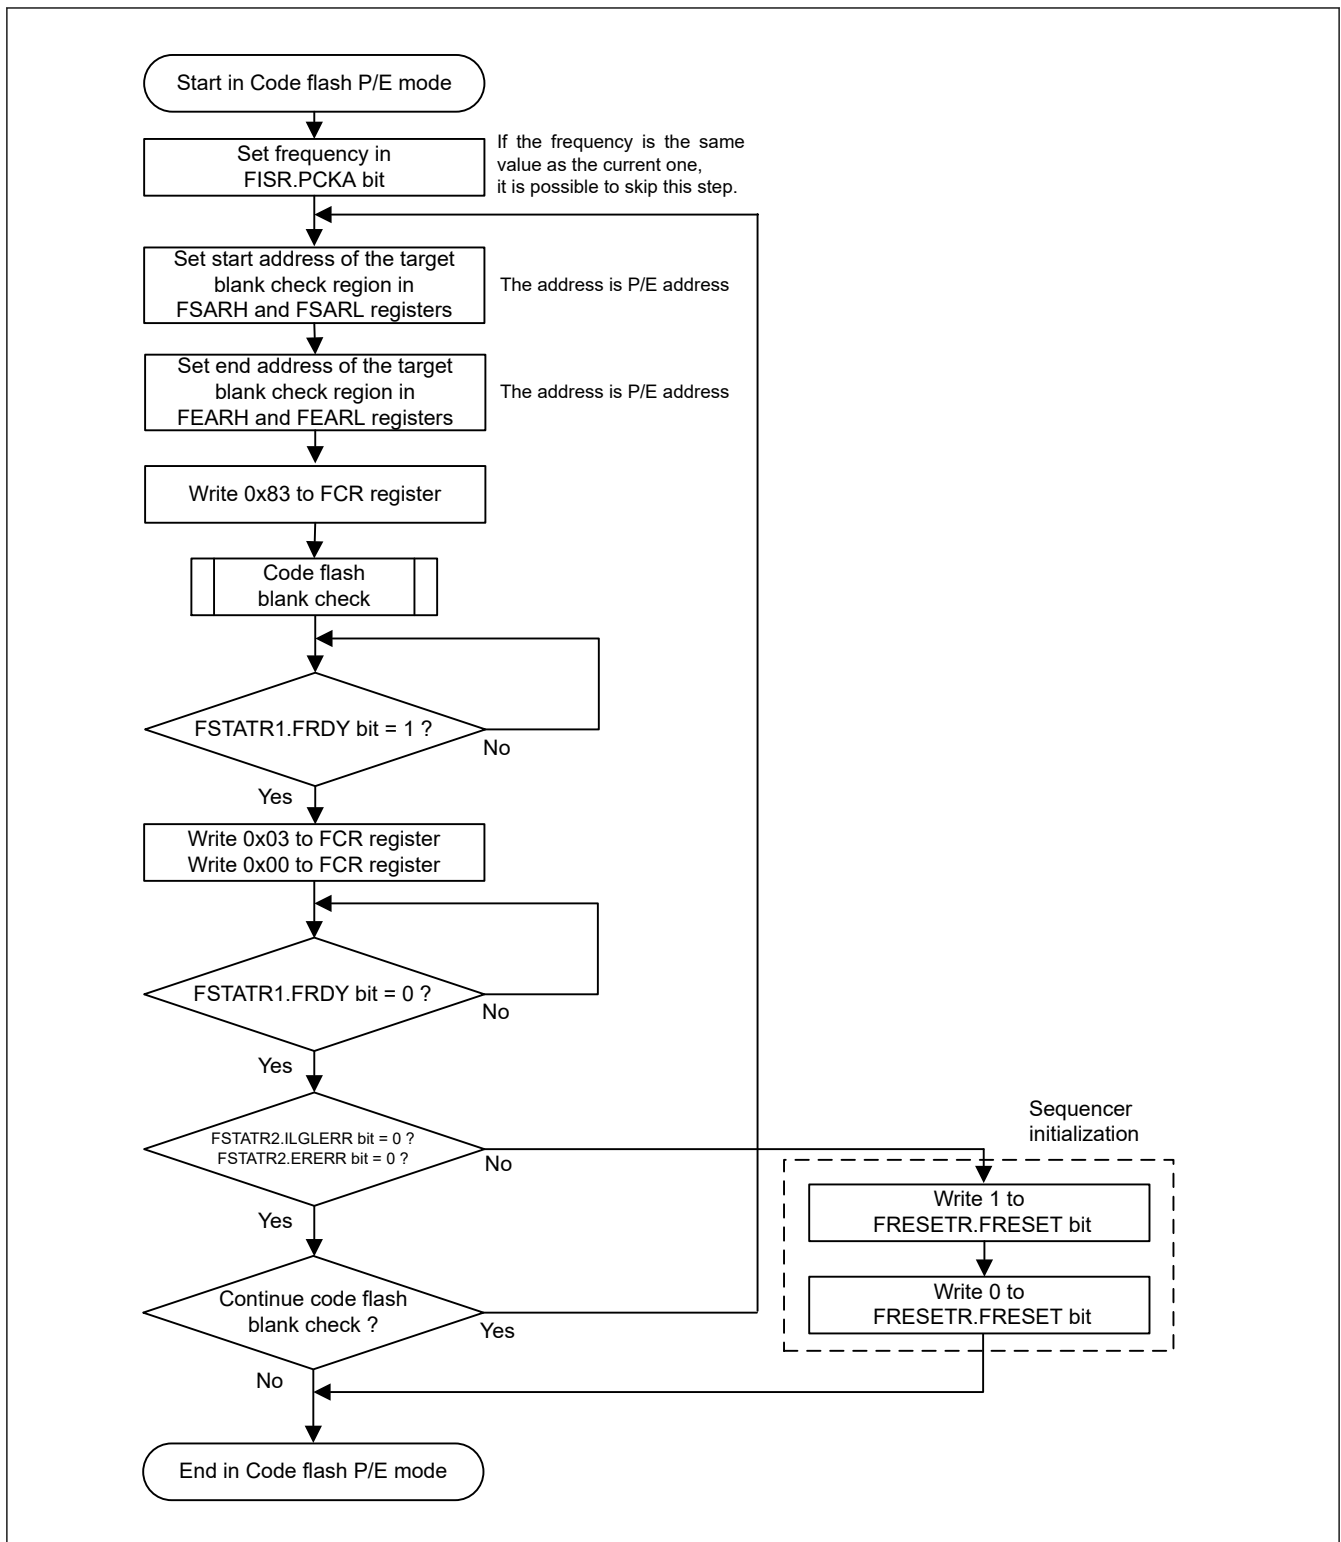 Start in Code flash P/E mode
Set frequency in
FISR.PCKA bit
If the frequency is the same
value as the current one,
it is possible to skip this step.
Set start address of the target
blank check region in
FSARH and FSARL registers
The address is P/E address
Set end address of the target
blank check region in
FEARH and FEARL registers
The address is P/E address
Write 0x83 to FCR register
Code flash
blank check
FSTATR1.FRDY bit = 1 ?
No
Yes
Write 0x03 to FCR register
Write 0x00 to FCR register
FSTATR1.FRDY bit = 0 ?
No
Yes
FSTATR2.ILGLERR bit = 0 ?
FSTATR2.ERERR bit = 0 ?
No
Yes
Sequencer
initialization
Write 1 to
FRESETR.FRESET bit
Write 0 to
FRESETR.FRESET bit
Continue code flash
blank check ?
Yes
No
End in Code flash P/E mode